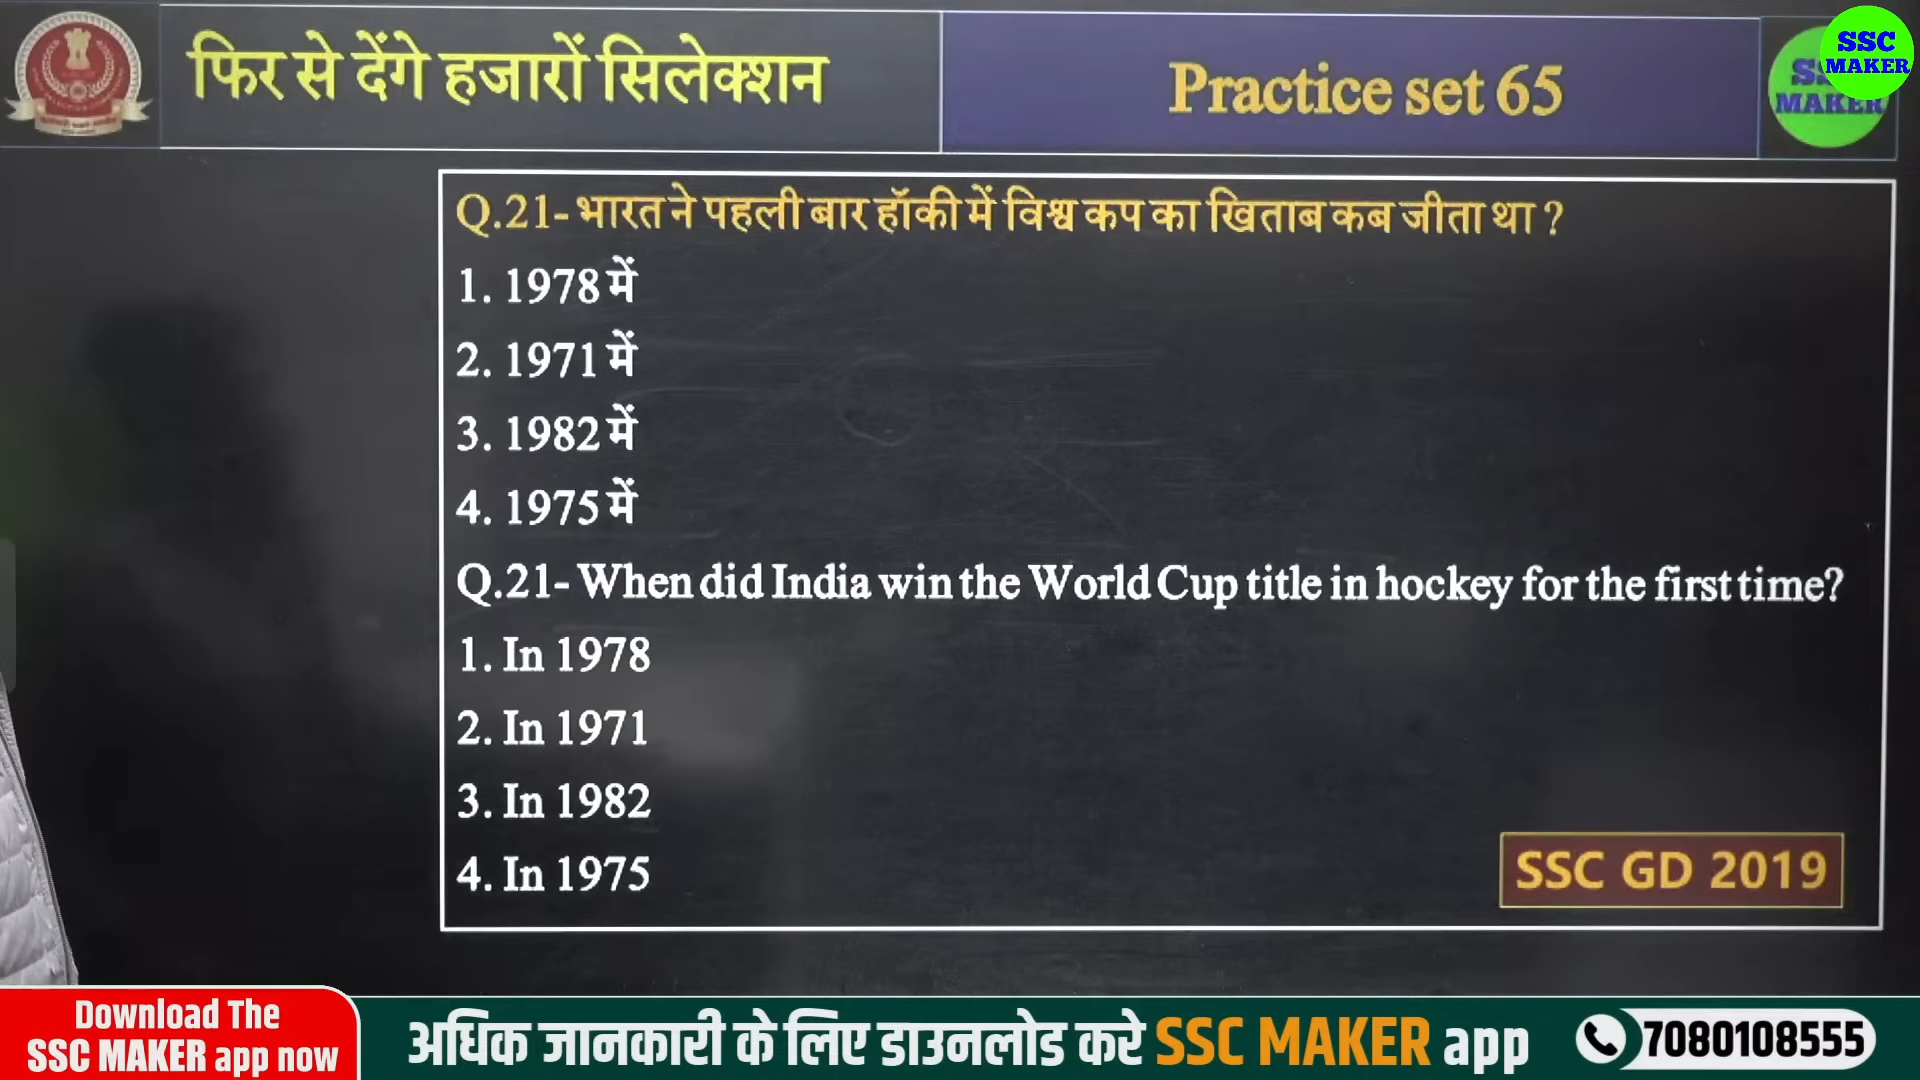 फिर से देंगे हजारों सिलेक्शन
Practice set 65
SSC
MAKER
MAKER
Q.21- भारत ने पहली बार हॉकी में विश्व कप का खिताब कब जीता था ?
1. 1978 में
2. 1971 में
3. 1982 में
4. 1975 में
Q.21- When did India win the World Cup title in hockey for the first time?
1. In 1978
2. In 1971
3. In 1982
4. In 1975
SSC GD 2019
Download The
SSC MAKER app now
अधिक जानकारी के लिए डाउनलोड करे SSC MAKER app
7080108555